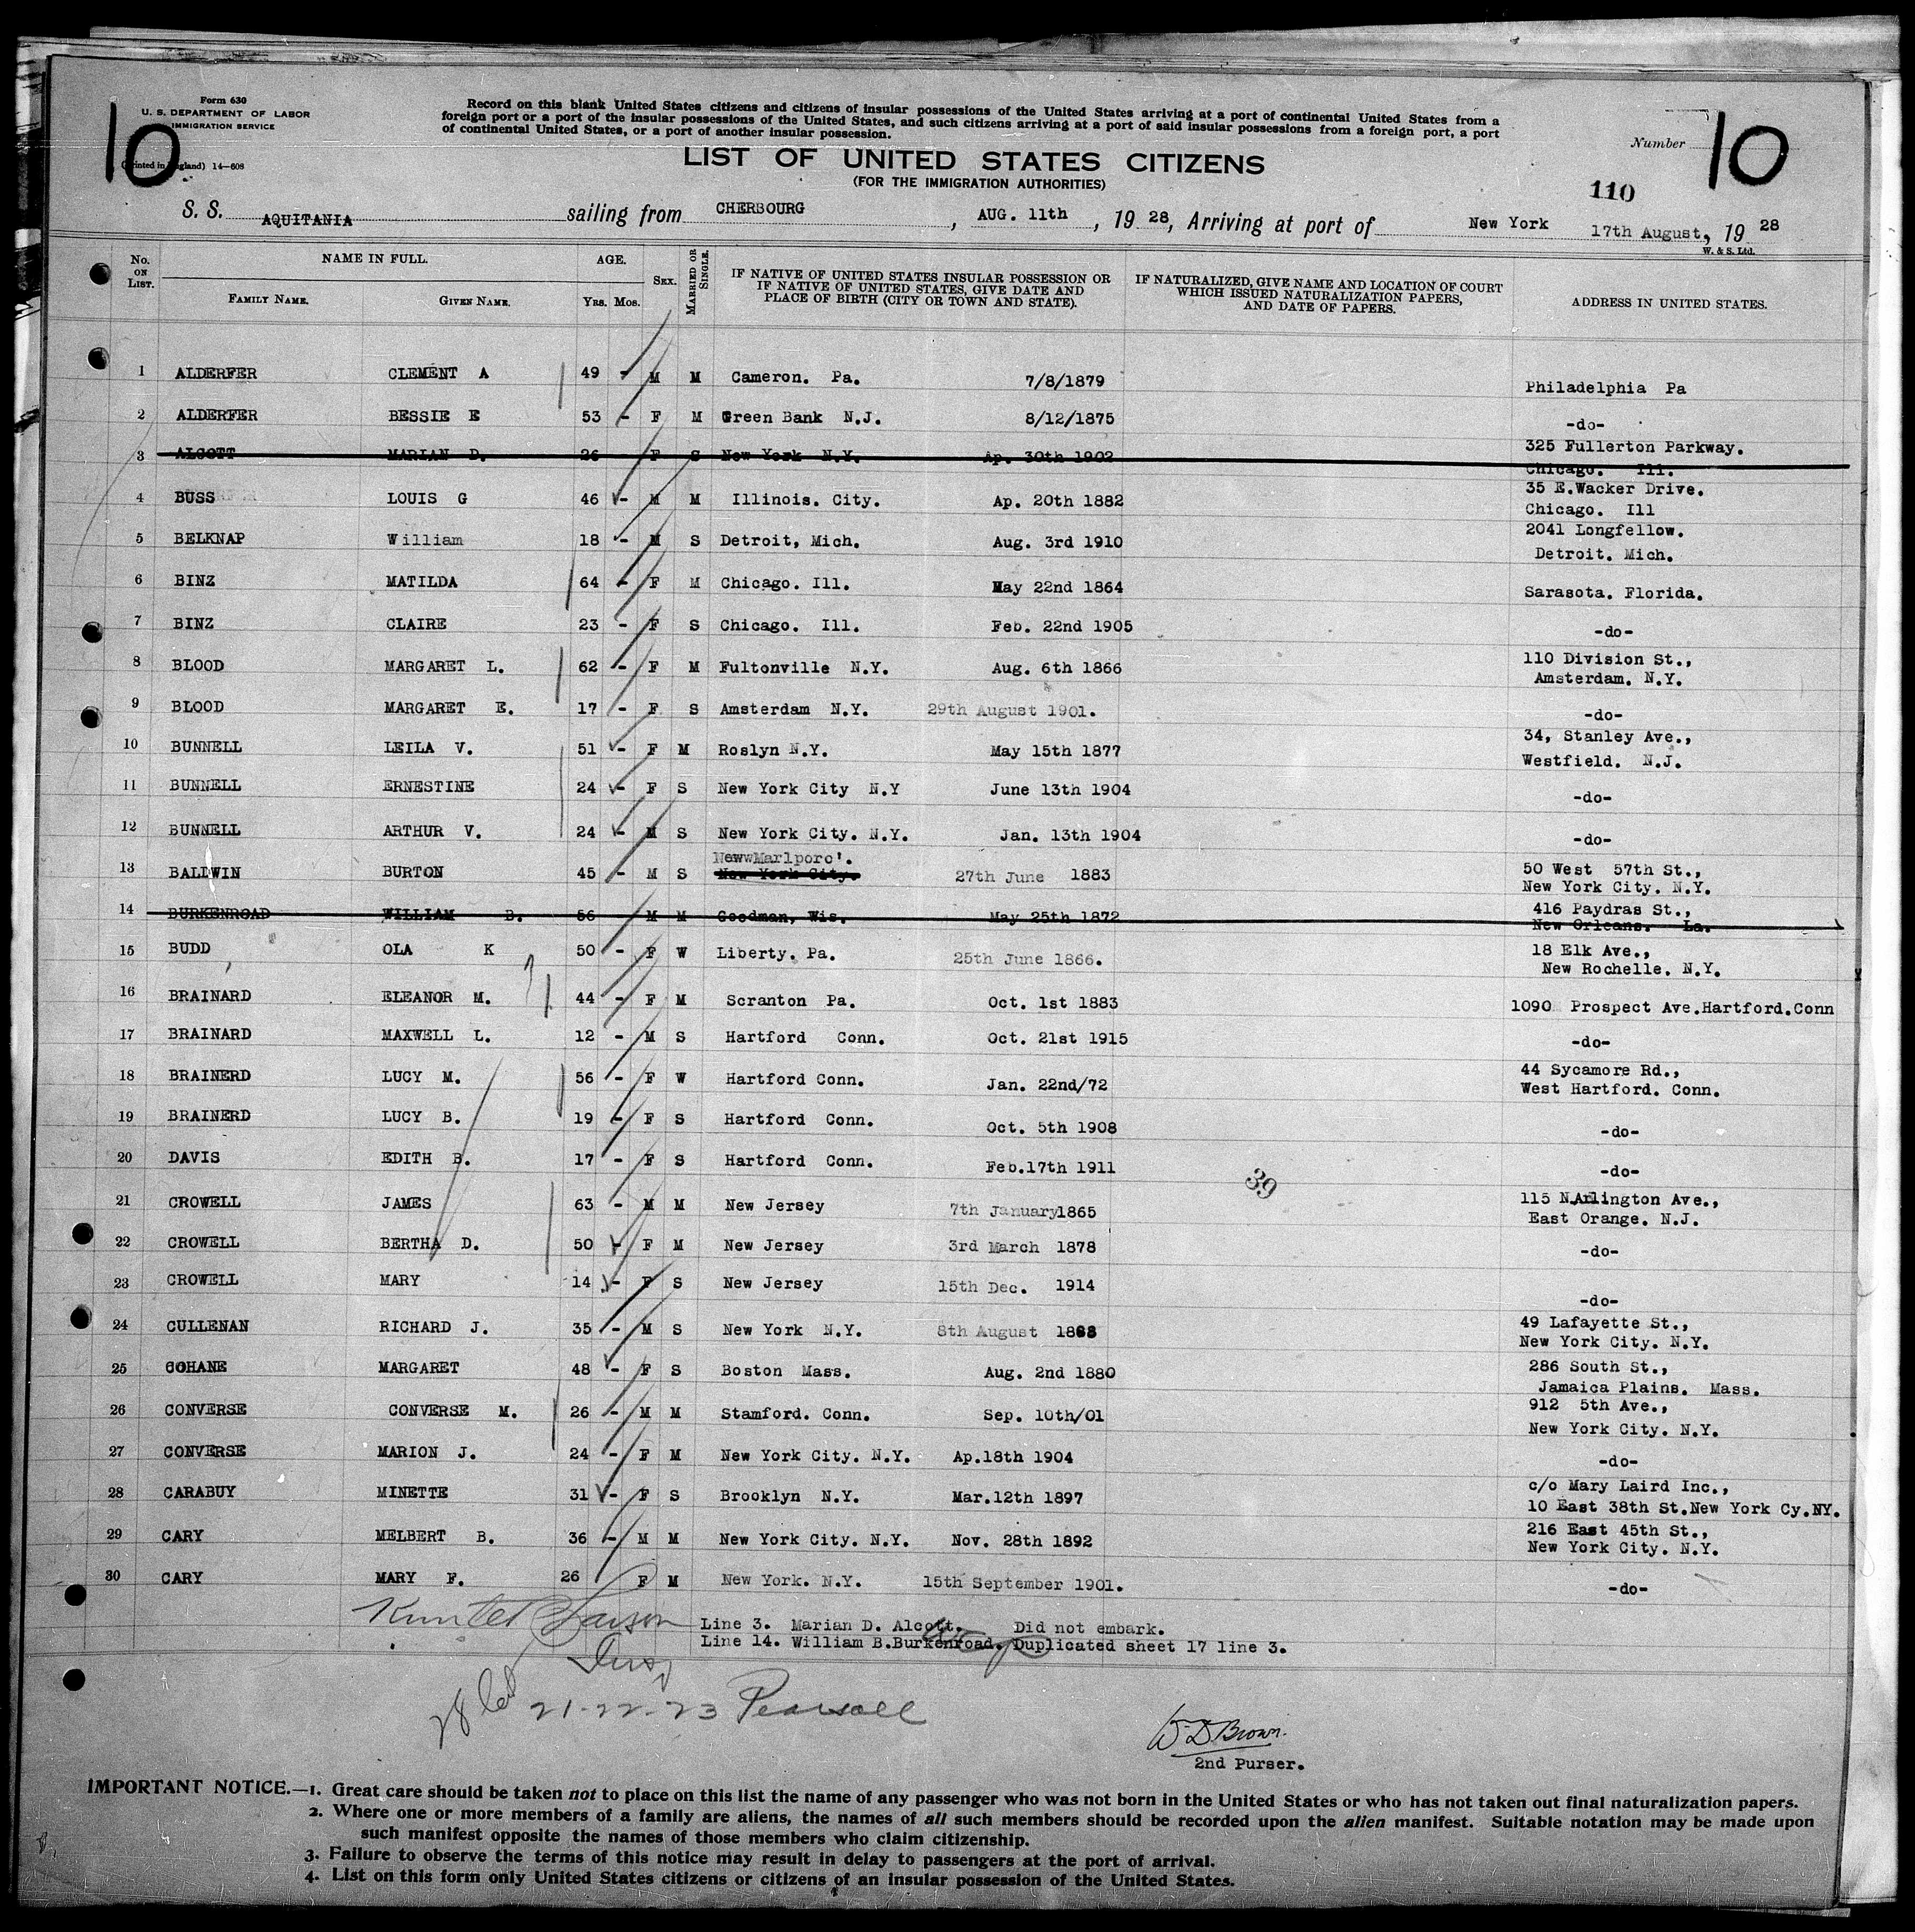 Form 630
U. S. DEPARTMENT OF LABOR
IMMIGRATION SERVICE
10
(Printed in England) 14—608
Record on this blank United States citizens and citizens of insular possessions of the United States arriving at a port of continental United States from a
foreign port or a port of the insular possessions of the United States, and such citizens arriving at a port of said insular possessions from a foreign port, a port
of continental United States, or a port of another insular possession.
LIST OF UNITED STATES CITIZENS
(FOR THE IMMIGRATION AUTHORITIES)
Number 10
110
S. S. AQUITANIA sailing from CHERBOURG, AUG. 11th, 19 28, Arriving at port of New York 17th August, 19 28
W. & S. Ltd.
No. ON LIST. NAME IN FULL. AGE. SEX. MARRIED OR SINGLE. IF NATIVE OF UNITED STATES INSULAR POSSESSION OR IF NATIVE OF UNITED STATES, GIVE DATE AND PLACE OF BIRTH (CITY OR TOWN AND STATE). IF NATURALIZED, GIVE NAME AND LOCATION OF COURT WHICH ISSUED NATURALIZATION PAPERS, AND DATE OF PAPERS. ADDRESS IN UNITED STATES.
FAMILY NAME. GIVEN NAME. YRS. MOS.
1 ALDERFER CLEMENT A 49 - M M Cameron. Pa. 7/8/1879 Philadelphia Pa
2 ALDERFER BESSIE E 53 - F M Green Bank N.J. 8/12/1875 -do-
3 ALCOTT MARIAN D. 26 F S New York N.Y. Ap. 30th 1902 325 Fullerton Parkway.
Chicago. Ill.
4 BUSS LOUIS G 46 - M M Illinois. City. Ap. 20th 1882 35 E.Wacker Drive.
Chicago. Ill
5 BELKNAP William 18 - M S Detroit, Mich. Aug. 3rd 1910 2041 Longfellow.
Detroit. Mich.
6 BINZ MATILDA 64 - F M Chicago. Ill. May 22nd 1864 Sarasota. Florida.
7 BINZ CLAIRE 23 - F S Chicago. Ill. Feb. 22nd 1905 -do-
8 BLOOD MARGARET L. 62 - F M Fultonville N.Y. Aug. 6th 1866 110 Division St.,
Amsterdam. N.Y.
9 BLOOD MARGARET E. 17 - F S Amsterdam N.Y. 29th August 1901. -do-
10 BUNNELL LEILA V. 51 - F M Roslyn N.Y. May 15th 1877 34, Stanley Ave.,
Westfield. N.J.
11 BUNNELL ERNESTINE 24 - F S New York City N.Y June 13th 1904 -do-
12 BUNNELL ARTHUR V. 24 - M S New York City. N.Y. Jan. 13th 1904 -do-
NewwMarlporo'.
13 BALDWIN BURTON 45 - M S New York City. 27th June 1883 50 West 57th St.,
New York City. N.Y.
14 BURKENROAD WILLIAM B. 56 M M Goodman, Wis. May 25th 1872 416 Paydras St.,
New Orleans. La.
15 BUDD OLA K 50 - F W Liberty. Pa. 25th June 1866. 18 Elk Ave.,
New Rochelle. N.Y.
16 BRAINARD ELEANOR M. 44 - F M Scranton Pa. Oct. 1st 1883 1090 Prospect Ave.Hartford.Conn
17 BRAINARD MAXWELL L. 12 - M S Hartford Conn. Oct. 21st 1915 -do-
18 BRAINERD LUCY M. 56 - F W Hartford Conn. Jan. 22nd/72 44 Sycamore Rd.,
West Hartford. Conn.
19 BRAINERD LUCY B. 19 - F S Hartford Conn. Oct. 5th 1908 -do-
20 DAVIS EDITH B. 17 - F S Hartford Conn. Feb.17th 1911 -do-
39
21 CROWELL JAMES 63 - M M New Jersey 7th January1865 115 N.Arlington Ave.,
East Orange. N.J.
22 CROWELL BERTHA D. 50 - F M New Jersey 3rd March 1878 -do-
23 CROWELL MARY 14 - F S New Jersey 15th Dec. 1914 -do-
24 CULLENAN RICHARD J. 35 - M S New York N.Y. 8th August 1893 49 Lafayette St.,
New York City. N.Y.
25 COHANE MARGARET 48 - F S Boston Mass. Aug. 2nd 1880 286 South St.,
Jamaica Plains. Mass.
26 CONVERSE CONVERSE M. 26 - M M Stamford. Conn. Sep. 10th/01 912 5th Ave.,
New York City. N.Y.
27 CONVERSE MARION J. 24 - F M New York City. N.Y. Ap.18th 1904 -do-
28 CARABUY MINETTE 31 - F S Brooklyn N.Y. Mar.12th 1897 c/o Mary Laird Inc.,
10 East 38th St.New York Cy.NY.
29 CARY MELBERT B. 36 - M M New York City. N.Y. Nov. 28th 1892 216 East 45th St.,
New York City. N.Y.
30 CARY MARY F. 26 F M New York. N.Y. 15th September 1901. -do-
Line 3. Marian D. Alcott. Did not embark.
Line 14. William B.Burkenroad. Duplicated sheet 17 line 3.
21-22-23 Pearsall
W D Brown.
2nd Purser.
IMPORTANT NOTICE.—1. Great care should be taken not to place on this list the name of any passenger who was not born in the United States or who has not taken out final naturalization papers.
2. Where one or more members of a family are aliens, the names of all such members should be recorded upon the alien manifest. Suitable notation may be made upon
such manifest opposite the names of those members who claim citizenship.
3. Failure to observe the terms of this notice may result in delay to passengers at the port of arrival.
4. List on this form only United States citizens or citizens of an insular possession of the United States.